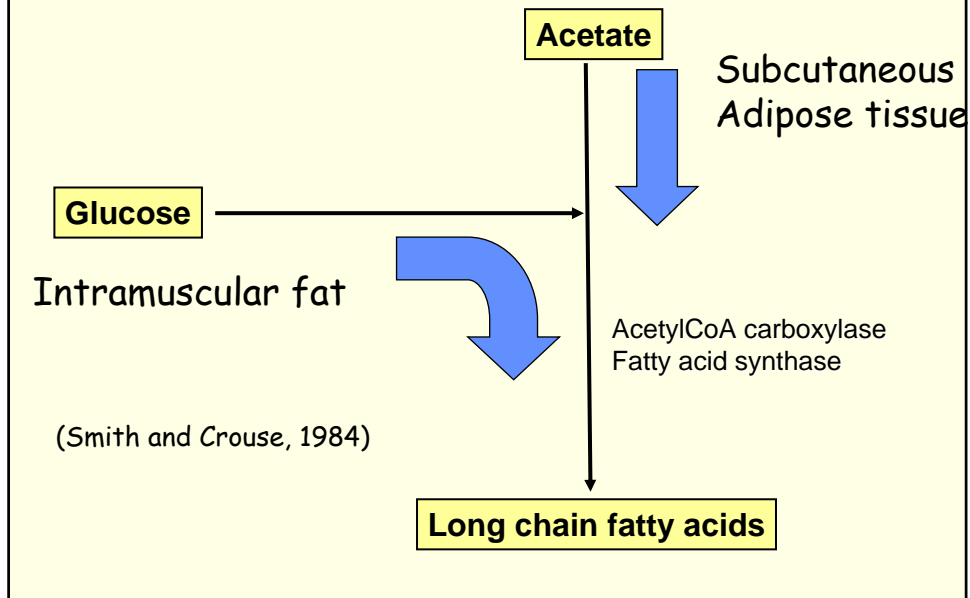 Acetate
Subcutaneous
Adipose tissue
Glucose
Intramuscular fat
AcetylCoA carboxylase
Fatty acid synthase
(Smith and Crouse, 1984)
Long chain fatty acids